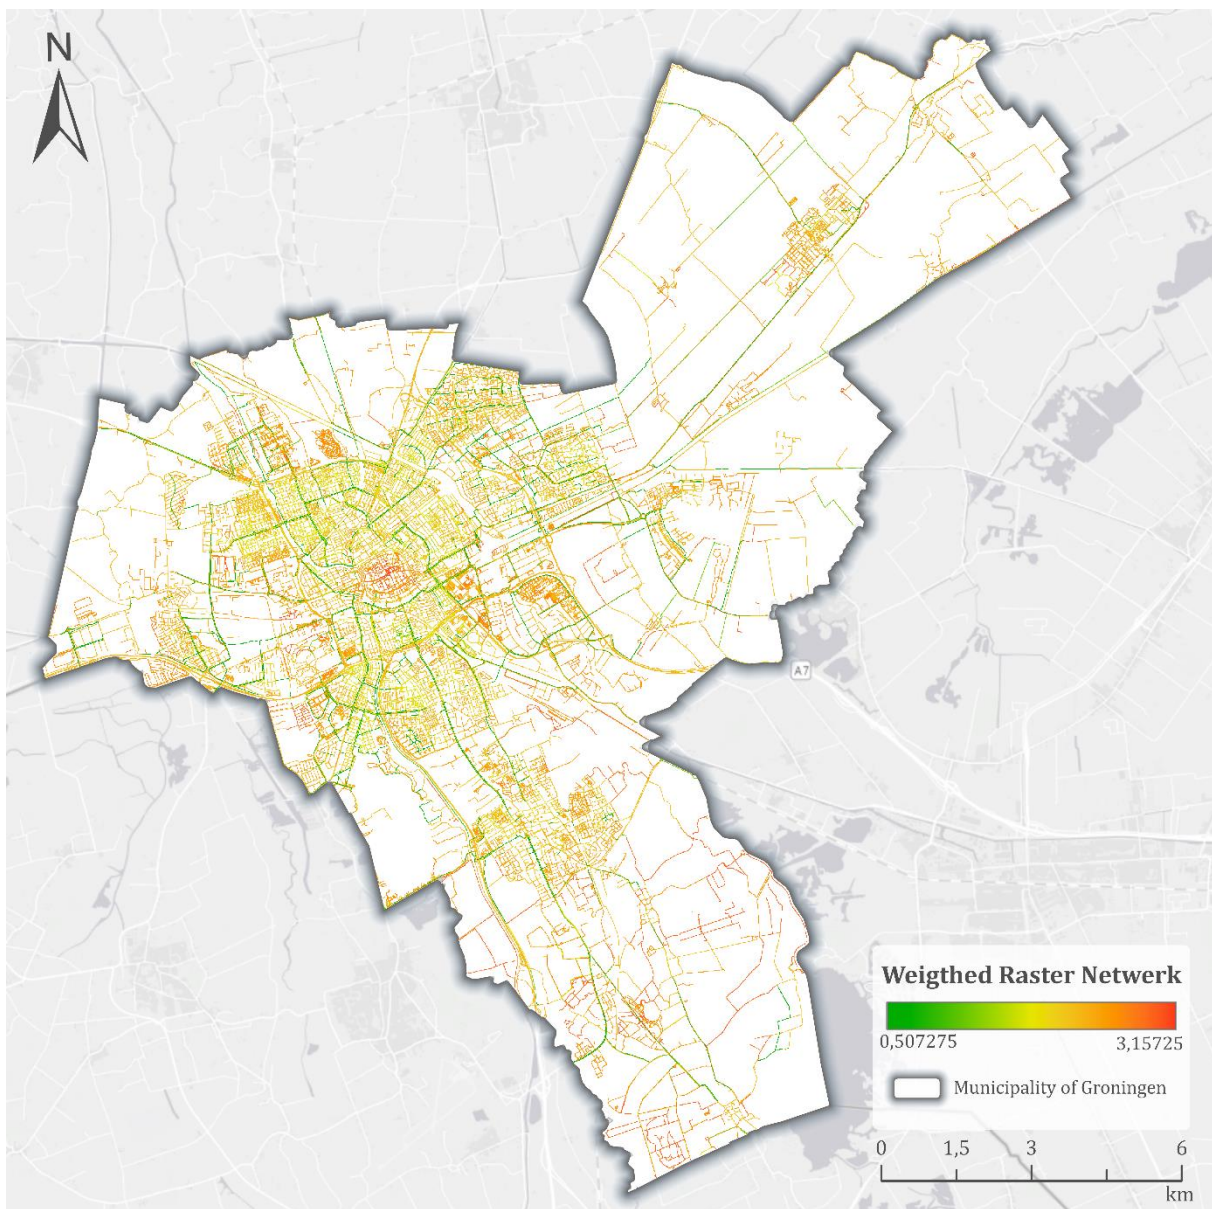 N
A7
Weigthed Raster Netwerk
0,507275 3,15725
Municipality of Groningen
0 1,5 3 6
km